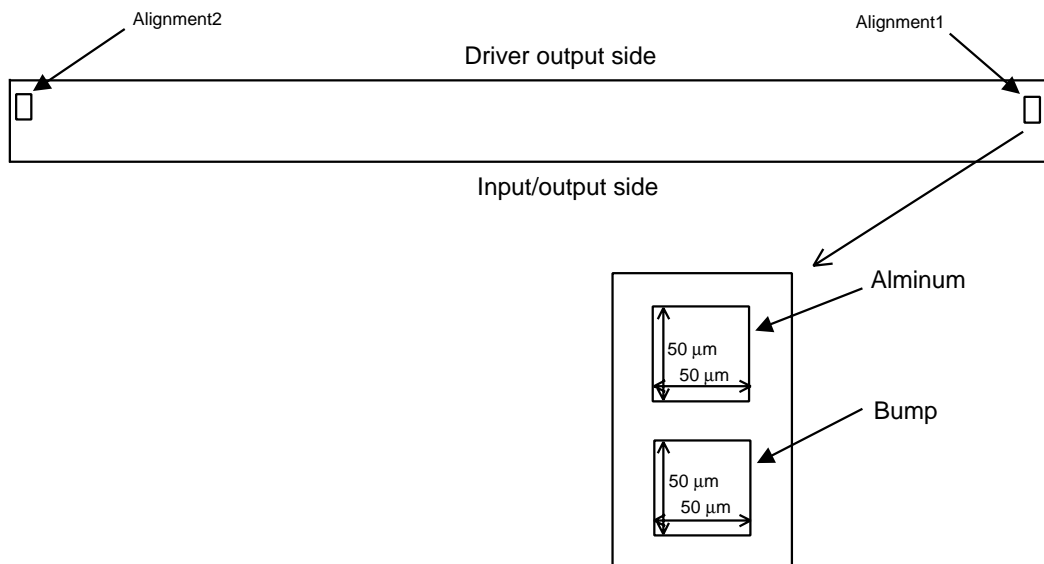 Alignment2
Alignment1
Driver output side
Input/output side
Alminum
50 μm
50 μm
Bump
50 μm
50 μm